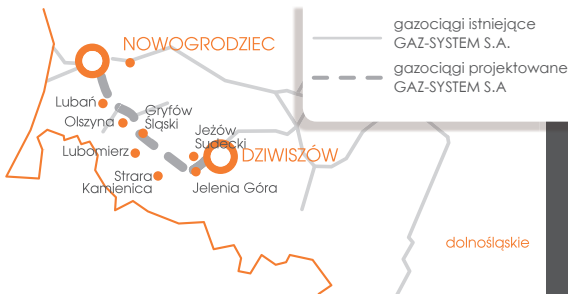 gazociągi istniejące
GAZ-SYSTEM S.A.
gazociągi projektowane
GAZ-SYSTEM S.A
NOWOGRODZIEC
Lubań
Olszyna
Gryfów
Śląski
Lubomierz
Jeżów
Sudecki
DZIWISZÓW
Strara
Kamienica
Jelenia Góra
dolnośląskie